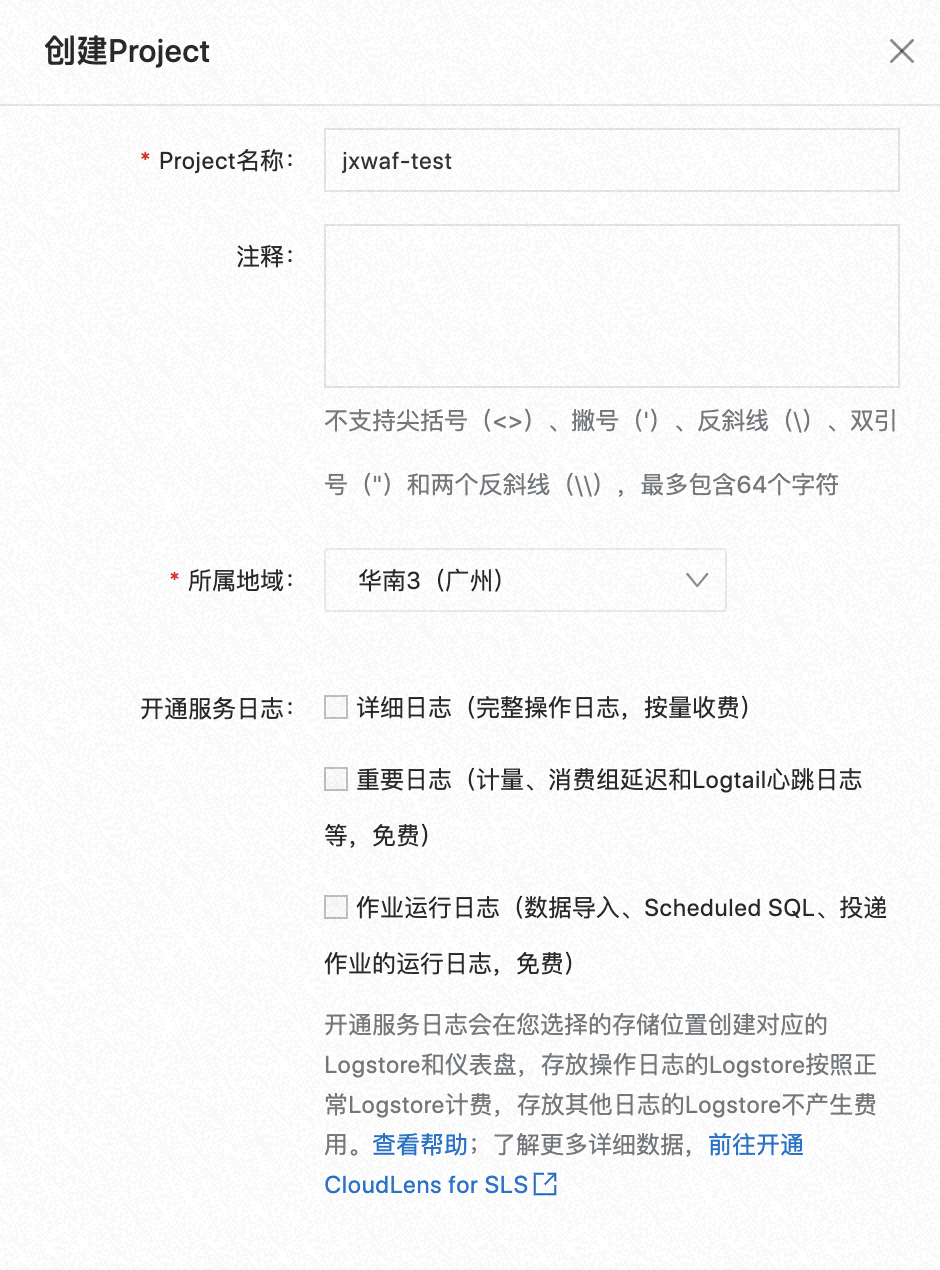 创建Project
* Project名称：
jxwaf-test
注释：
不支持尖括号（<>）、撇号（'）、反斜线（\）、双引
号（"）和两个反斜线（\\），最多包含64个字符
* 所属地域：
华南3（广州）
开通服务日志：
详细日志（完整操作日志，按量收费）
重要日志（计量、消费组延迟和Logtail心跳日志
等，免费）
作业运行日志（数据导入、Scheduled SQL、投递
作业的运行日志，免费）
开通服务日志会在您选择的存储位置创建对应的
Logstore和仪表盘，存放操作日志的Logstore按照正
常Logstore计费，存放其他日志的Logstore不产生费
用。查看帮助；了解更多详细数据，前往开通
CloudLens for SLS